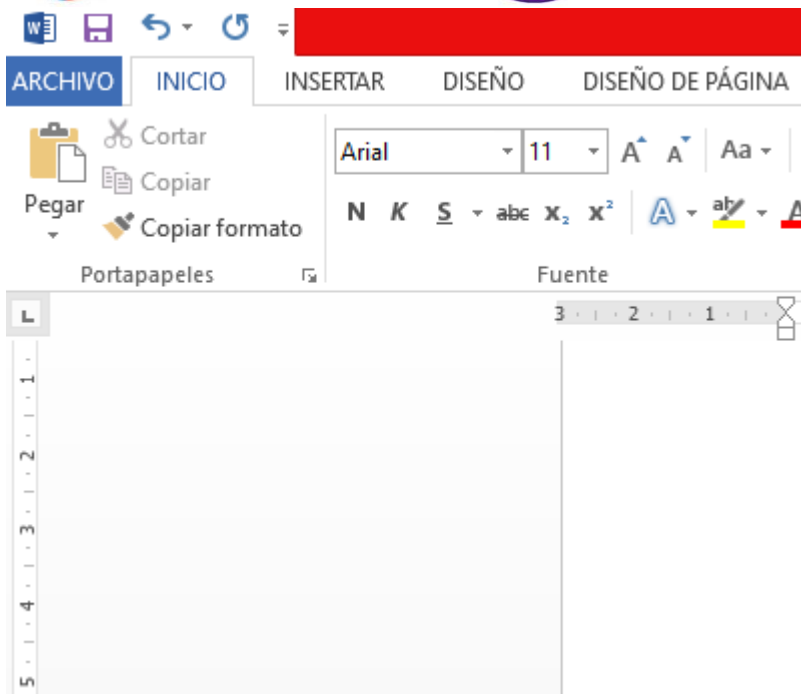 ARCHIVO INICIO INSERTAR DISEÑO DISEÑO DE PÁGINA
Cortar
Arial 11 A A Aa
Copiar
Pegar
N K S abc x₂ x² A ab A
Copiar formato
Portapapeles Fuente
L 3 2 1
1
2
3
4
5